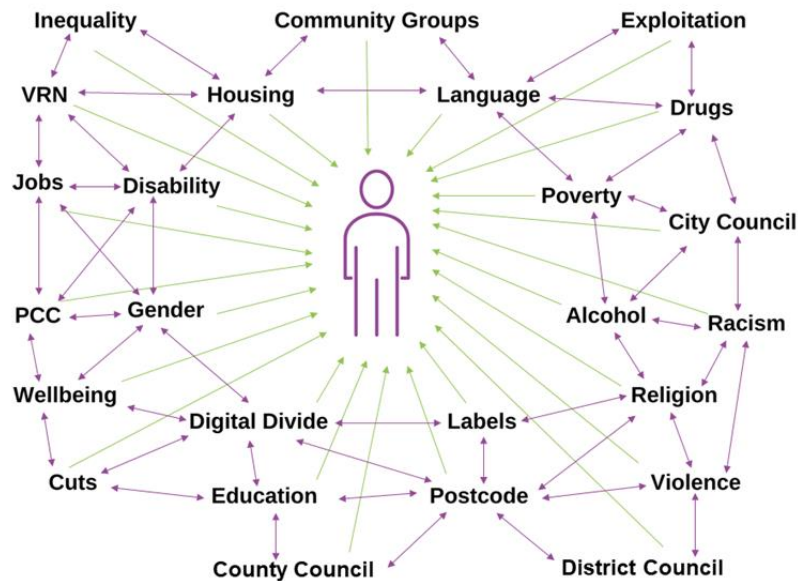 Inequality
Community Groups
Exploitation
VRN
Housing
Language
Drugs
Jobs
Disability
Poverty
City Council
PCC
Gender
Alcohol
Racism
Wellbeing
Digital Divide
Labels
Religion
Cuts
Education
Postcode
Violence
County Council
District Council